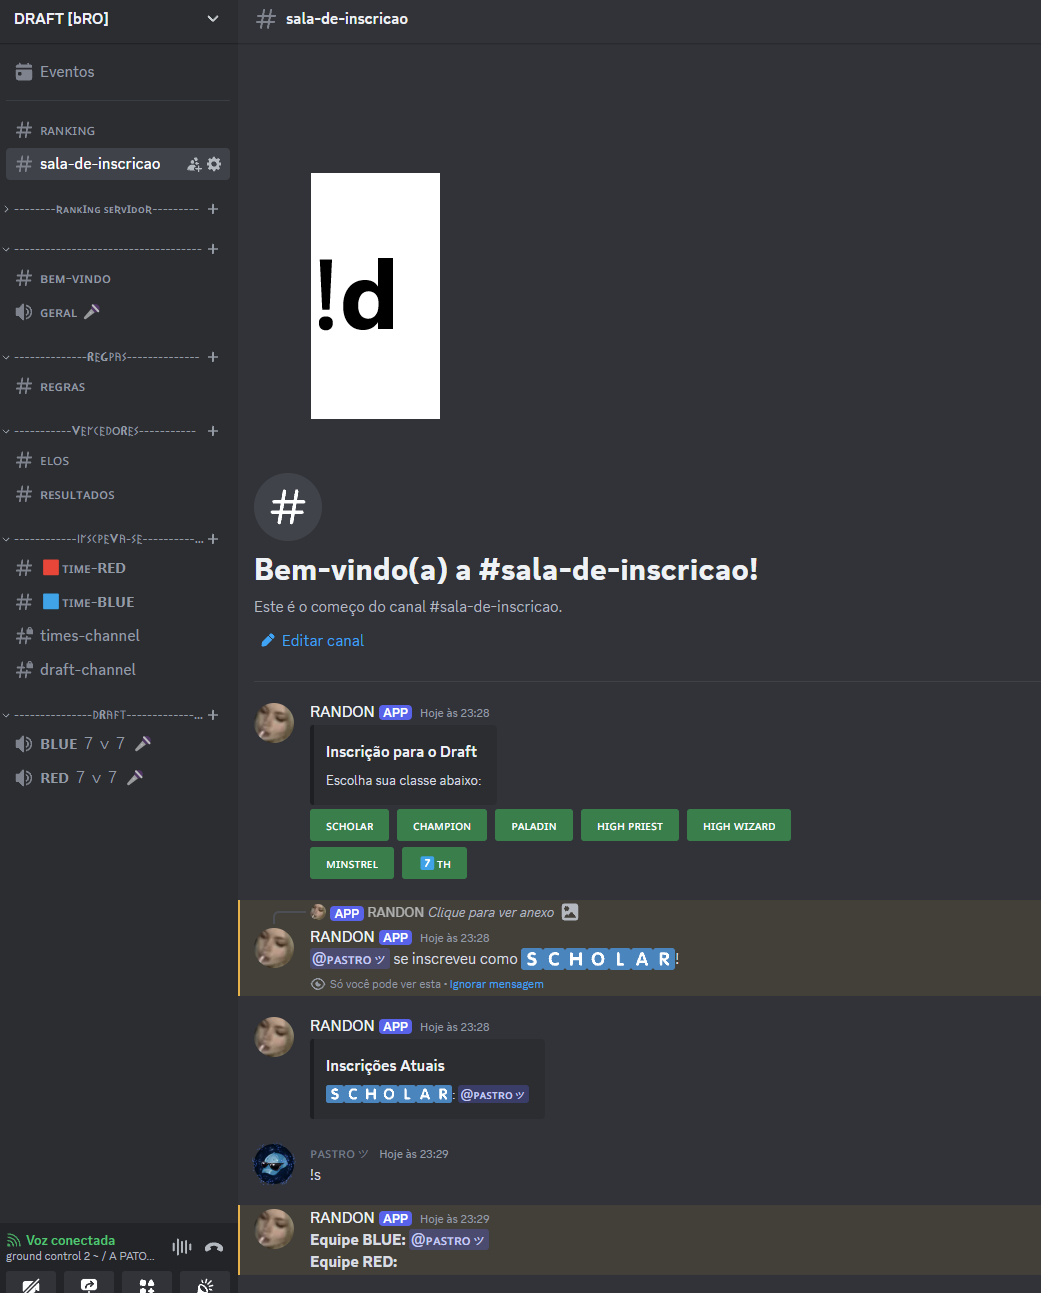 DRAFT [bRO]
Eventos
RANKING
sala-de-inscricao
--------RANKING SERVIDOR---------
----------------------------------
BEM-VINDO
GERAL 🎤
--------------REGRAS--------------
REGRAS
-----------VENCEDORES-----------
ELOS
RESULTADOS
------------INSCREVA-SE----------...
🟥TIME-RED
🟦TIME-BLUE
times-channel
draft-channel
---------------DRAFT------------...
BLUE 7 v 7 🎤
RED 7 v 7 🎤
Voz conectada
ground control 2 ~ / A PATO...
sala-de-inscricao
!d
Bem-vindo(a) a #sala-de-inscricao!
Este é o começo do canal #sala-de-inscricao.
Editar canal
RANDON APP Hoje às 23:28
Inscrição para o Draft
Escolha sua classe abaixo:
SCHOLAR CHAMPION PALADIN HIGH PRIEST HIGH WIZARD
MINSTREL 7 TH
APP RANDON Clique para ver anexo
RANDON APP Hoje às 23:28
@PASTRO ツ se inscreveu como S C H O L A R!
Só você pode ver esta • Ignorar mensagem
RANDON APP Hoje às 23:28
Inscrições Atuais
S C H O L A R: @PASTRO ツ
PASTRO ツ Hoje às 23:29
!s
RANDON APP Hoje às 23:29
Equipe BLUE: @PASTRO ツ
Equipe RED: